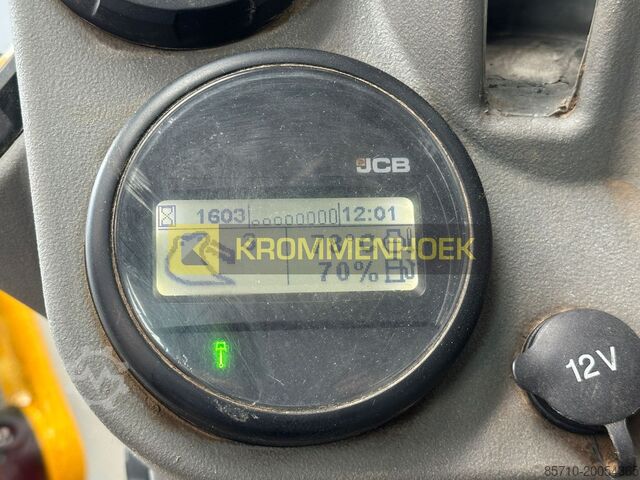 JCB
1603 12:01
KROMMENHOEK
70%
12V
85710-20054365